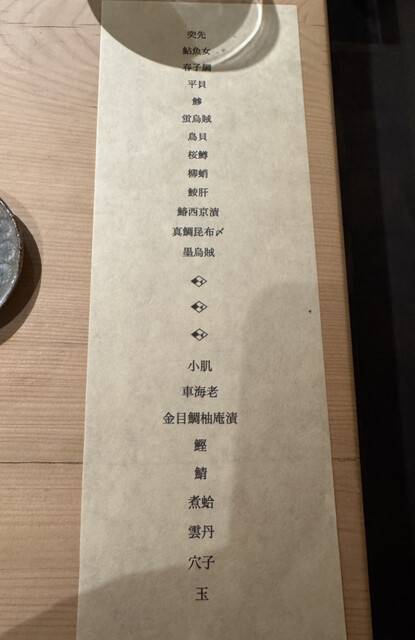 突先
鮎魚女
春子鯛
平貝
鯵
蛍烏賊
鳥貝
桜鱒
柳蛸
鮟肝
鰆西京漬
真鯛昆布〆
墨烏賊
小肌
車海老
金目鯛柚庵漬
鰹
鯖
煮蛤
雲丹
穴子
玉